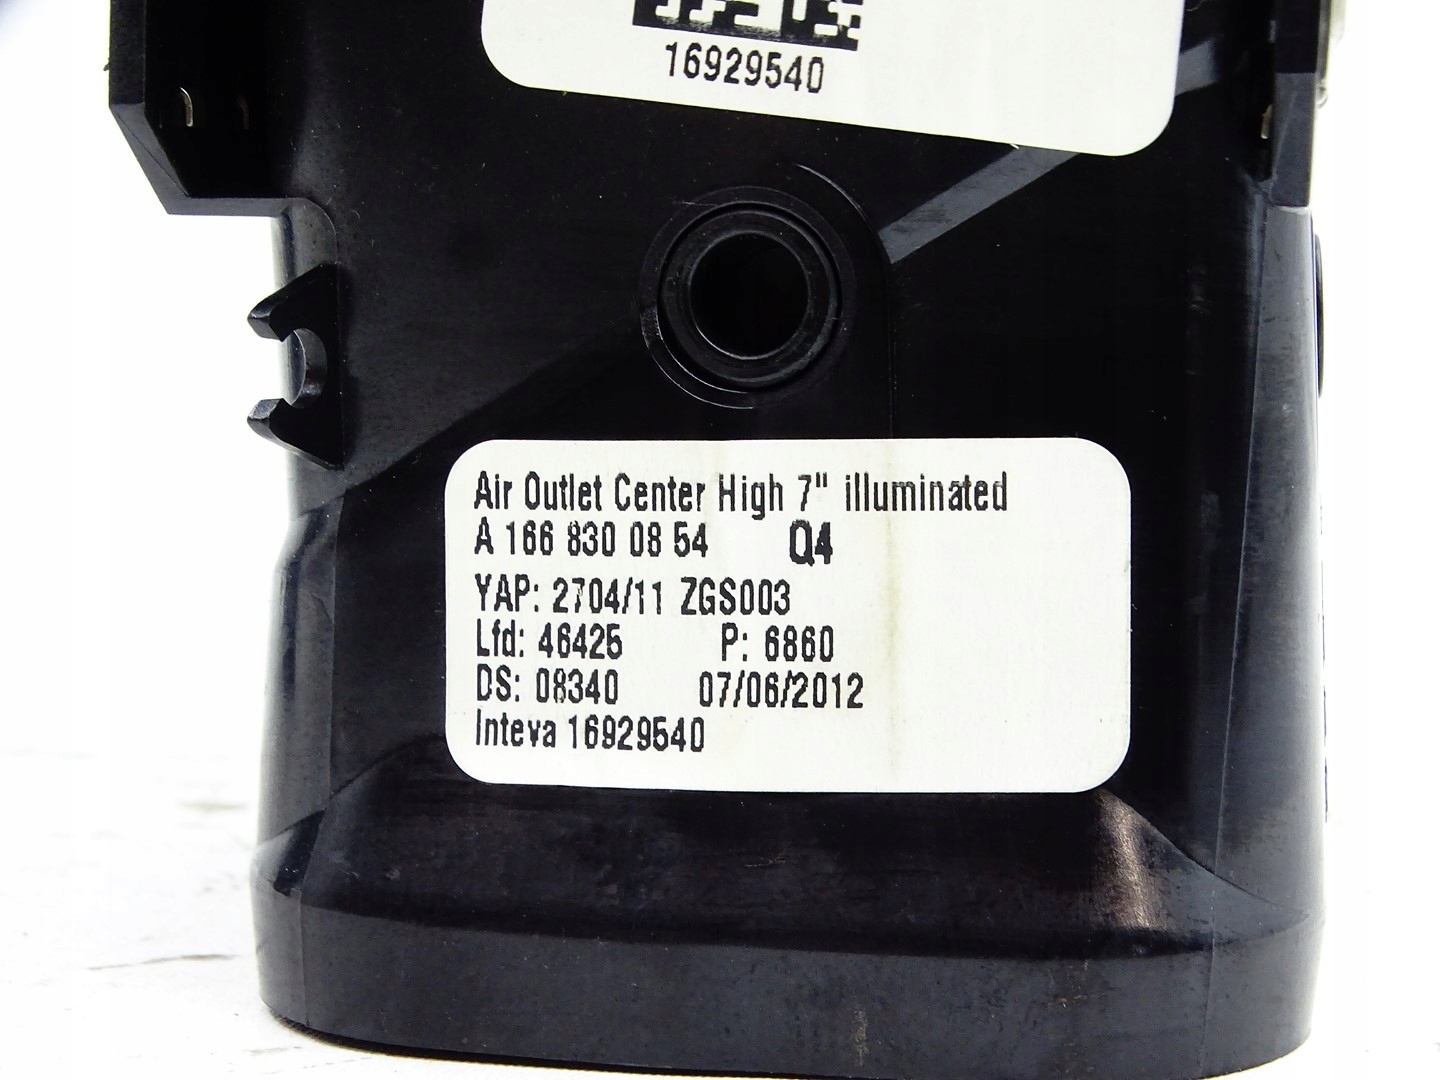 16929540
Air Outlet Center High 7" illuminated
A 166 830 08 54 Q4
YAP: 2704/11 ZGS003
Lfd: 46425 P: 6860
DS: 08340 07/06/2012
Inteva 16929540